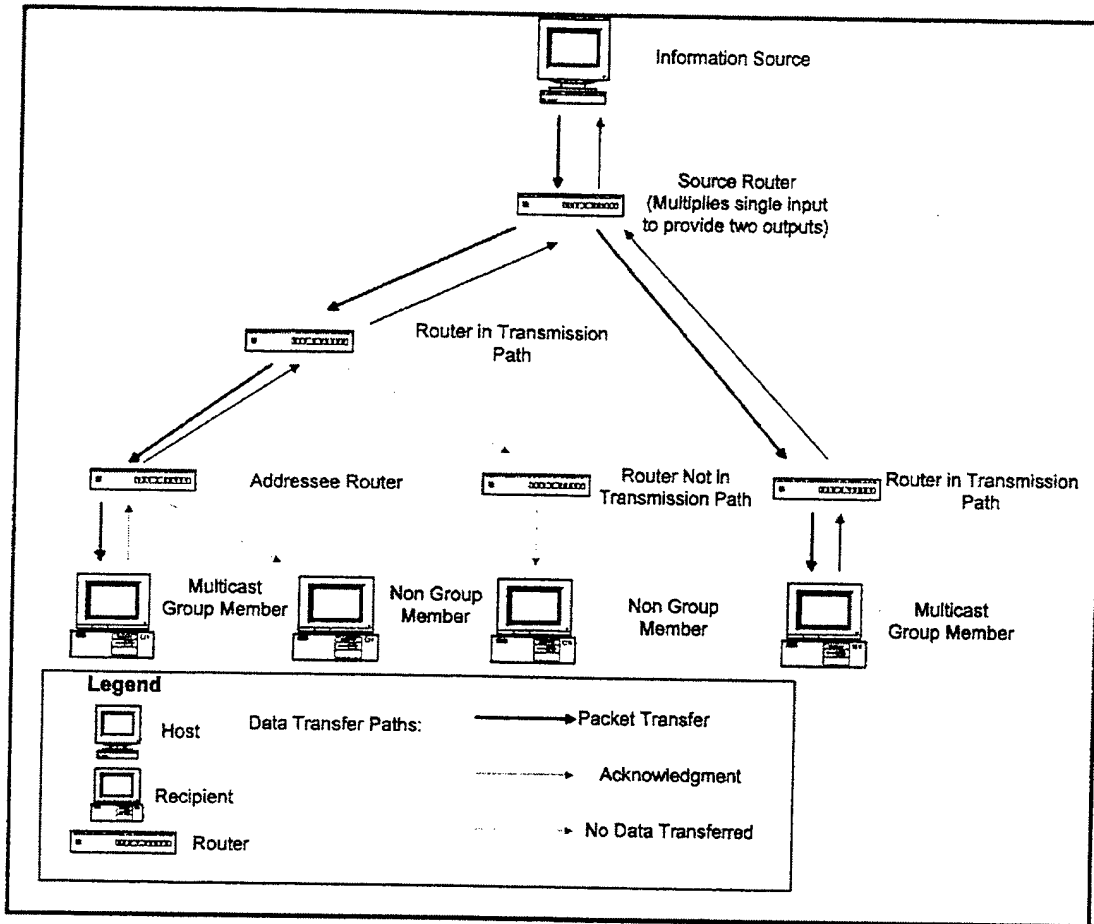 Information Source
Source Router
(Multiplies single input
to provide two outputs)
Router in Transmission
Path
Addressee Router
Router Not in
Transmission Path
Router in Transmission
Path
Multicast
Group Member
Non Group
Member
Non Group
Member
Multicast
Group Member
Legend
Host
Data Transfer Paths:
Packet Transfer
Acknowledgment
Recipient
No Data Transferred
Router